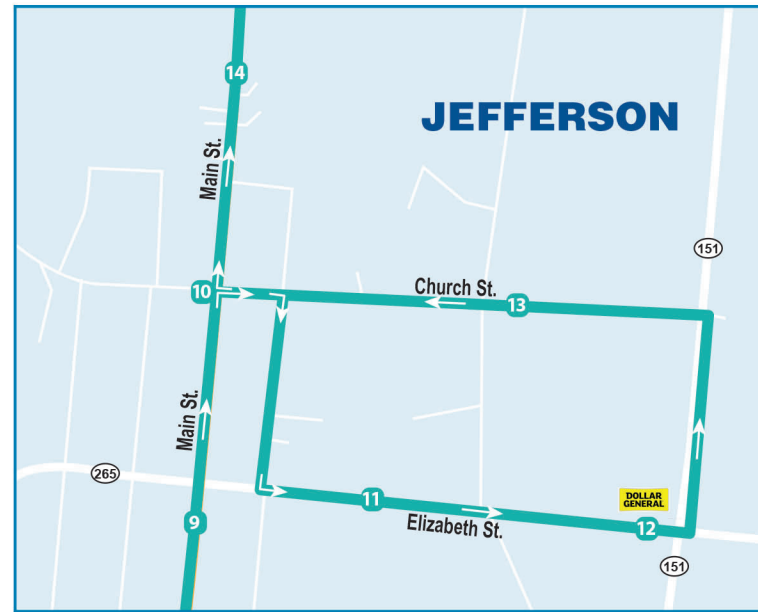 14
JEFFERSON
Main St.
151
10
Church St.
13
Main St.
265
11
DOLLAR
GENERAL
9
Elizabeth St.
12
151